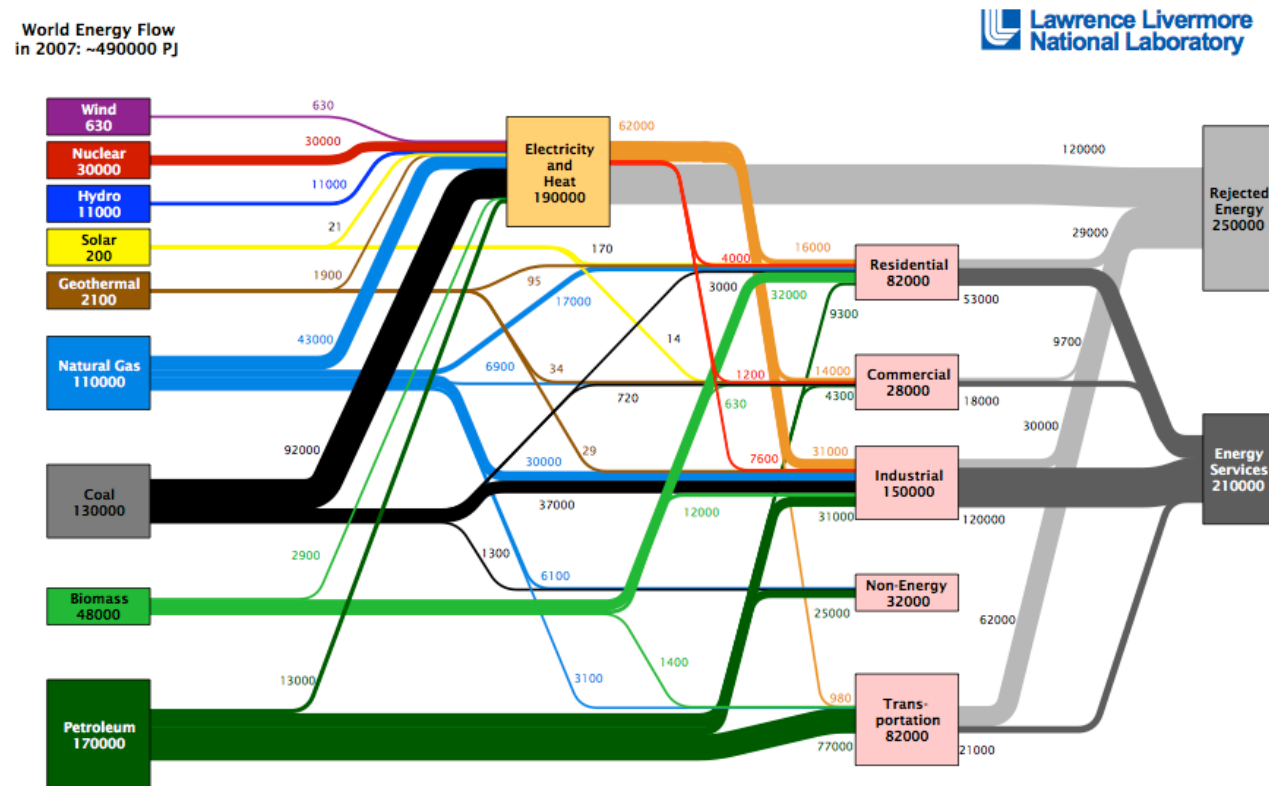 World Energy Flow
in 2007: ~490000 PJ
Lawrence Livermore
National Laboratory
Wind
630
Nuclear
30000
Hydro
11000
Solar
200
Geothermal
2100
Natural Gas
110000
Coal
130000
Biomass
48000
Petroleum
170000
630
30000
11000
21
1900
43000
92000
2900
13000
Electricity
and
Heat
190000
62000
120000
170
95
17000
4000
3000
16000
32000
9300
14
6900
34
720
1200
630
14000
4300
29
30000
37000
7600
31000
12000
31000
1300
6100
25000
1400
3100
980
77000
Residential
82000
Commercial
28000
Industrial
150000
Non-Energy
32000
Trans-
portation
82000
29000
53000
9700
18000
30000
120000
62000
21000
Rejected
Energy
250000
Energy
Services
210000